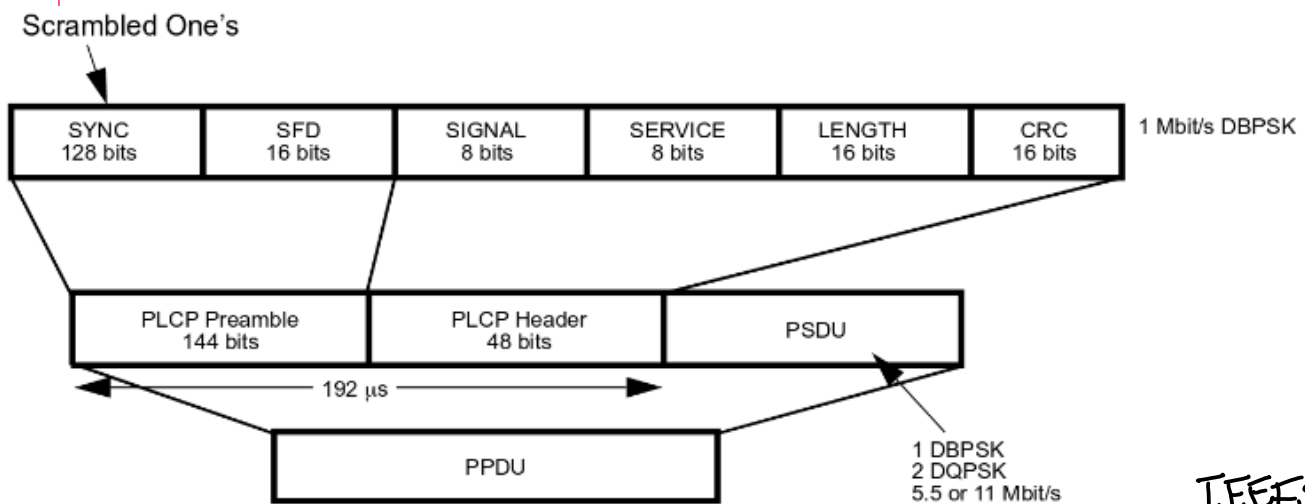 Scrambled One's
SYNC
128 bits
SFD
16 bits
SIGNAL
8 bits
SERVICE
8 bits
LENGTH
16 bits
CRC
16 bits
1 Mbit/s DBPSK
PLCP Preamble
144 bits
PLCP Header
48 bits
PSDU
192 µs
PPDU
1 DBPSK
2 DQPSK
5.5 or 11 Mbit/s